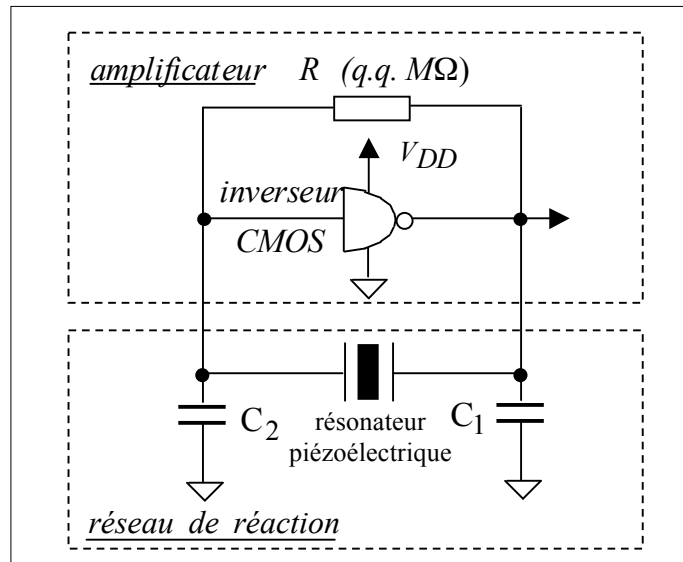 amplificateur R (q.q. MΩ)
V_DD
inverseur
CMOS
C_2
C_1
résonateur
piézoélectrique
réseau de réaction